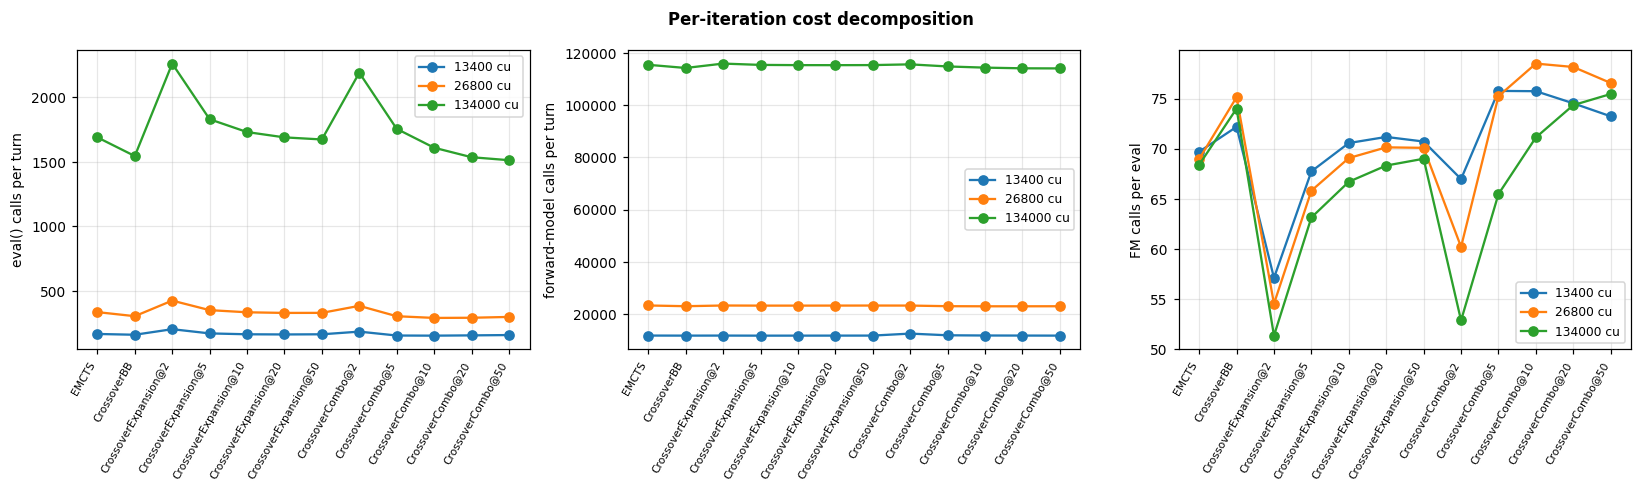 Per-iteration cost decomposition
eval() calls per turn
2000
1500
1000
500
13400 cu
26800 cu
134000 cu
EMCTS
CrossoverBB
CrossoverExpansion@2
CrossoverExpansion@5
CrossoverExpansion@10
CrossoverExpansion@20
CrossoverExpansion@50
CrossoverCombo@2
CrossoverCombo@5
CrossoverCombo@10
CrossoverCombo@20
CrossoverCombo@50
forward-model calls per turn
120000
100000
80000
60000
40000
20000
13400 cu
26800 cu
134000 cu
EMCTS
CrossoverBB
CrossoverExpansion@2
CrossoverExpansion@5
CrossoverExpansion@10
CrossoverExpansion@20
CrossoverExpansion@50
CrossoverCombo@2
CrossoverCombo@5
CrossoverCombo@10
CrossoverCombo@20
CrossoverCombo@50
FM calls per eval
75
70
65
60
55
50
13400 cu
26800 cu
134000 cu
EMCTS
CrossoverBB
CrossoverExpansion@2
CrossoverExpansion@5
CrossoverExpansion@10
CrossoverExpansion@20
CrossoverExpansion@50
CrossoverCombo@2
CrossoverCombo@5
CrossoverCombo@10
CrossoverCombo@20
CrossoverCombo@50